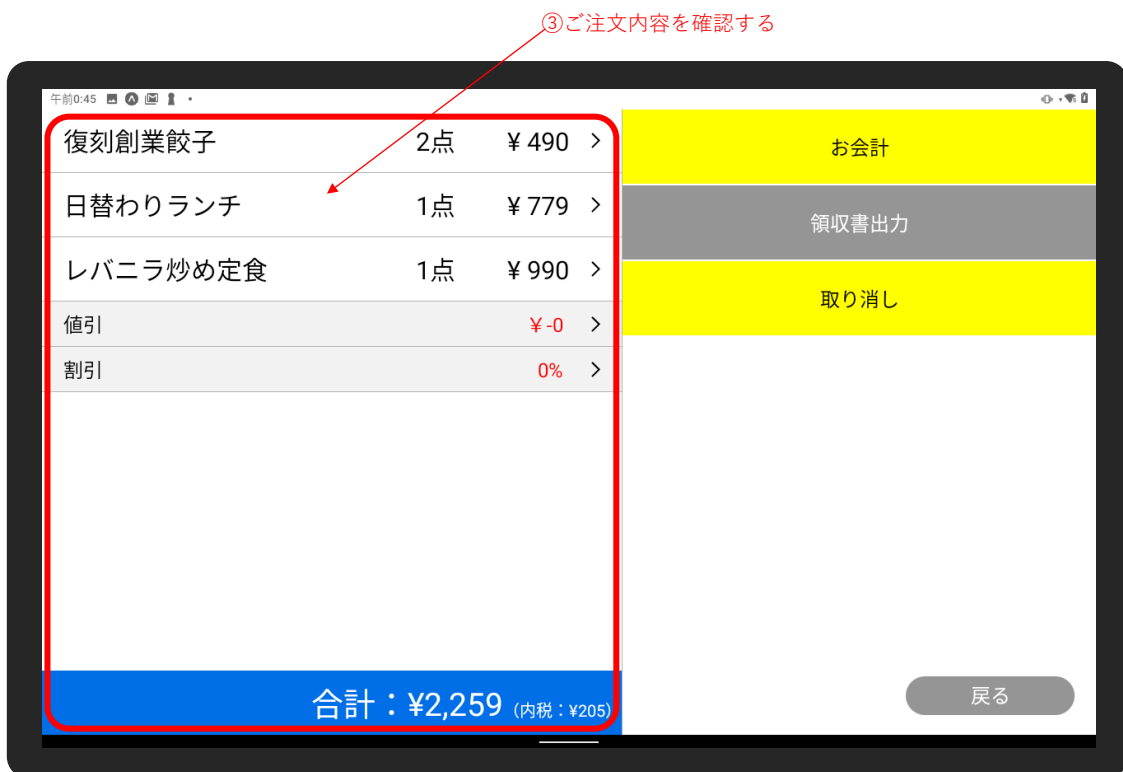 ③ご注文内容を確認する
午前0:45
復刻創業餃子 2点 ¥ 490
日替わりランチ 1点 ¥ 779
レバニラ炒め定食 1点 ¥ 990
値引 ¥ -0
割引 0%
合計：¥2,259 (内税：¥205)
お会計
領収書出力
取り消し
戻る